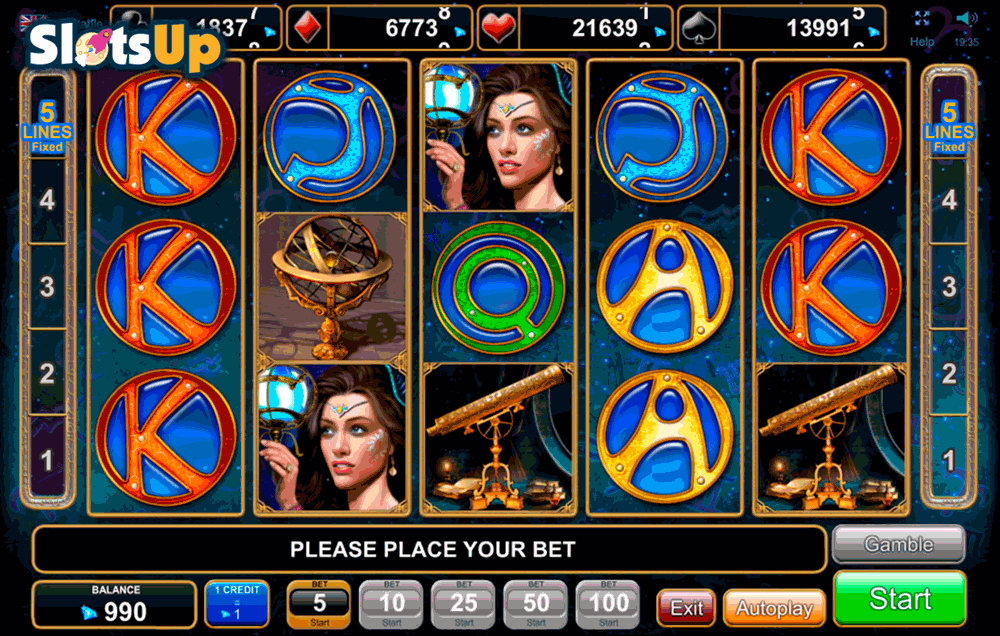 SlotsUp
837
6773
21639
13991
Help 19:35
5
LINES
Fixed
4
3
2
1
5
LINES
Fixed
4
3
2
1
K J J K
K Q A K
K A
PLEASE PLACE YOUR BET
Gamble
BALANCE
990
1 CREDIT
=
1
BET
5
Start
BET
10
Start
BET
25
Start
BET
50
Start
BET
100
Start
Exit
Autoplay
Start